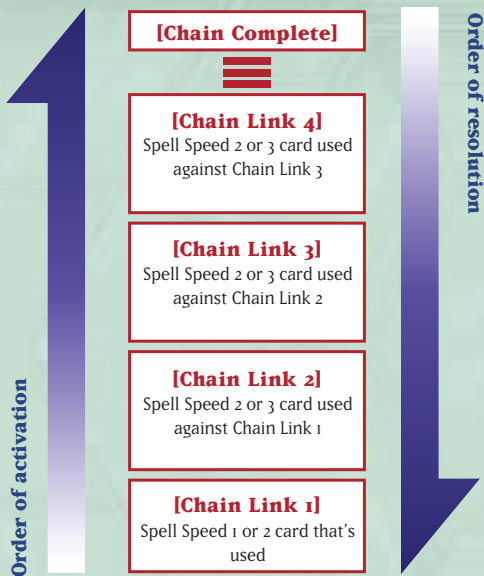 [Chain Complete]
[Chain Link 4]
Spell Speed 2 or 3 card used
against Chain Link 3
[Chain Link 3]
Spell Speed 2 or 3 card used
against Chain Link 2
[Chain Link 2]
Spell Speed 2 or 3 card used
against Chain Link 1
[Chain Link 1]
Spell Speed 1 or 2 card that's
used
Order of activation
Order of resolution